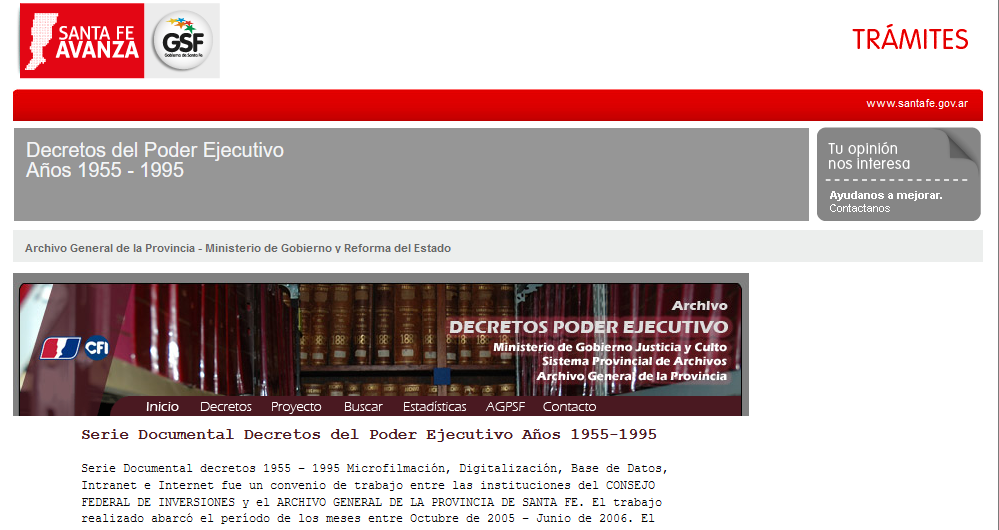 SANTA FE
AVANZA
GSF
Gobierno de Santa Fe
TRÁMITES
www.santafe.gov.ar
Decretos del Poder Ejecutivo
Años 1955 - 1995
Tu opinión
nos interesa
Ayudanos a mejorar.
Contactanos
Archivo General de la Provincia - Ministerio de Gobierno y Reforma del Estado
Archivo
DECRETOS PODER EJECUTIVO
Ministerio de Gobierno Justicia y Culto
Sistema Provincial de Archivos
Archivo General de la Provincia
CFI
Inicio Decretos Proyecto Buscar Estadísticas AGPSF Contacto
Serie Documental Decretos del Poder Ejecutivo Años 1955-1995
Serie Documental decretos 1955 - 1995 Microfilmación, Digitalización, Base de Datos,
Intranet e Internet fue un convenio de trabajo entre las instituciones del CONSEJO
FEDERAL DE INVERSIONES y el ARCHIVO GENERAL DE LA PROVINCIA DE SANTA FE. El trabajo
realizado abarcó el período de los meses entre Octubre de 2005 - Junio de 2006. El